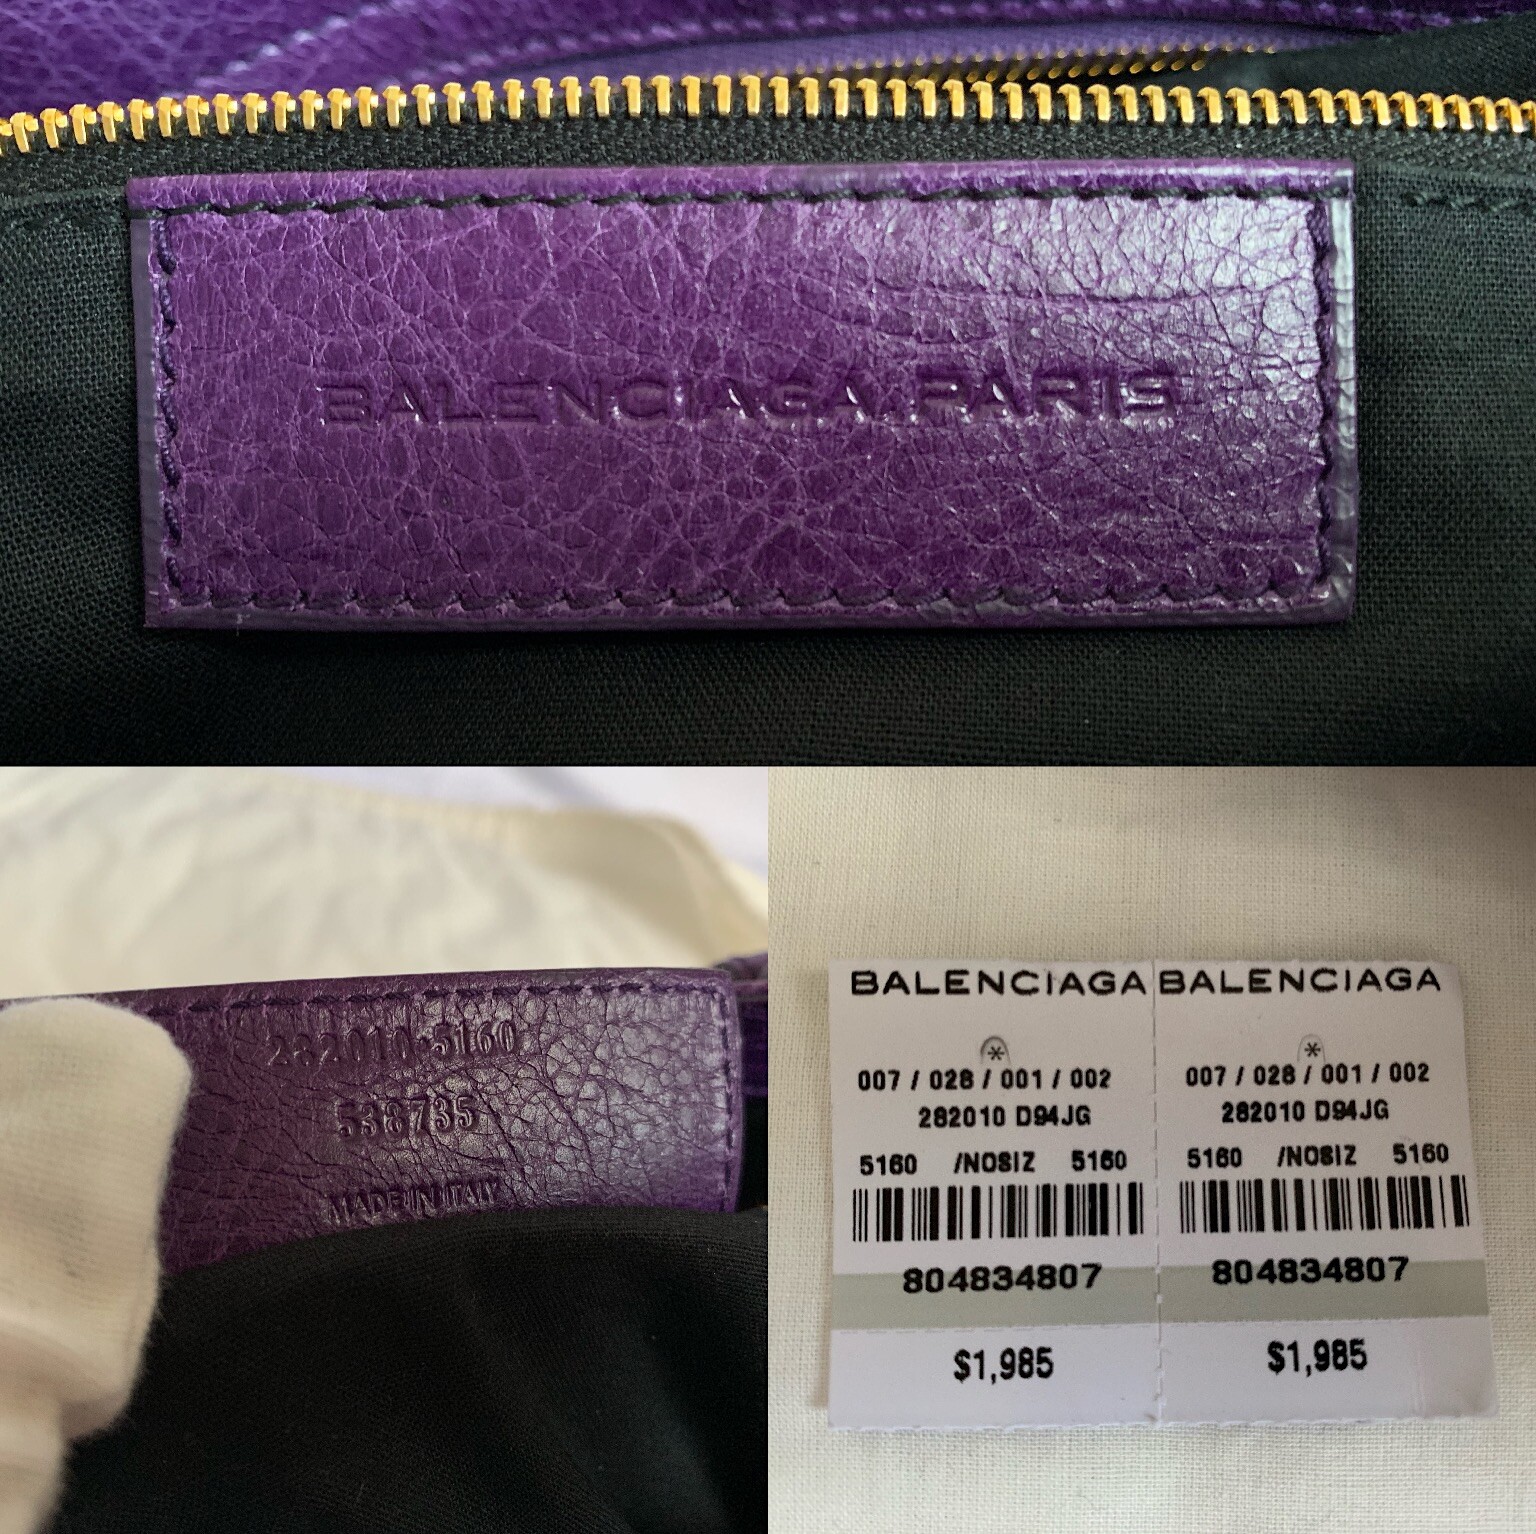 BALENCIAGA.PARIS
282010•5160
538735
MADE IN ITALY
BALENCIAGA
*
007 / 028 / 001 / 002
282010 D94JG
5160 /NOSIZ 5160
804834807
$1,985
BALENCIAGA
*
007 / 028 / 001 / 002
282010 D94JG
5160 /NOSIZ 5160
804834807
$1,985